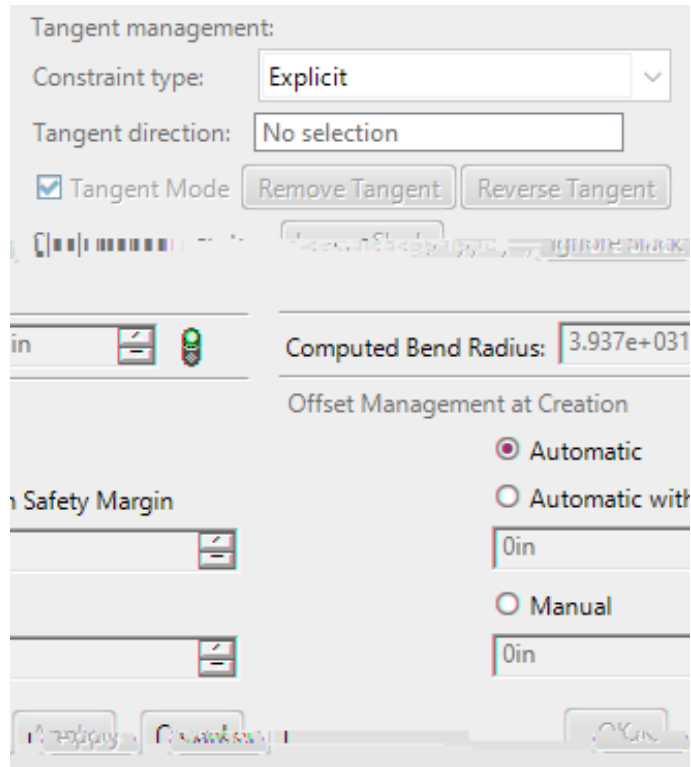 Tangent management:
Constraint type: Explicit
Tangent direction: No selection
Tangent Mode Remove Tangent Reverse Tangent
in Computed Bend Radius: 3.937e+031
Offset Management at Creation
Automatic
Safety Margin Automatic with
0in
Manual
0in